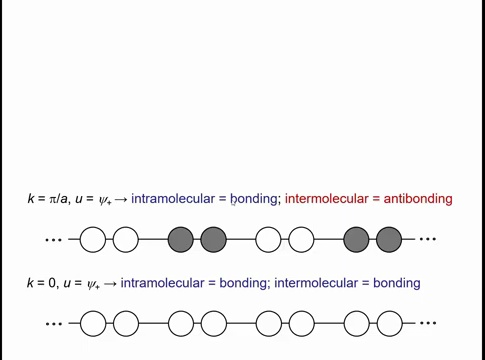 k = π/a, u = ψ₊ → intramolecular = bonding; intermolecular = antibonding
... ...
k = 0, u = ψ₊ → intramolecular = bonding; intermolecular = bonding
... ...